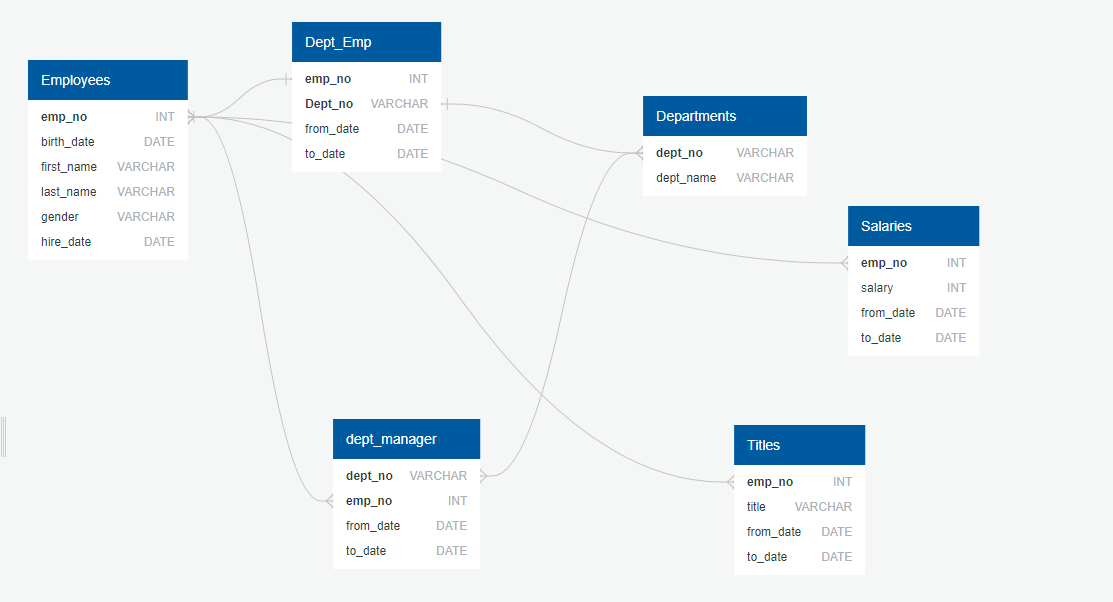 Employees
emp_no INT
birth_date DATE
first_name VARCHAR
last_name VARCHAR
gender VARCHAR
hire_date DATE
Dept_Emp
emp_no INT
Dept_no VARCHAR
from_date DATE
to_date DATE
Departments
dept_no VARCHAR
dept_name VARCHAR
Salaries
emp_no INT
salary INT
from_date DATE
to_date DATE
dept_manager
dept_no VARCHAR
emp_no INT
from_date DATE
to_date DATE
Titles
emp_no INT
title VARCHAR
from_date DATE
to_date DATE